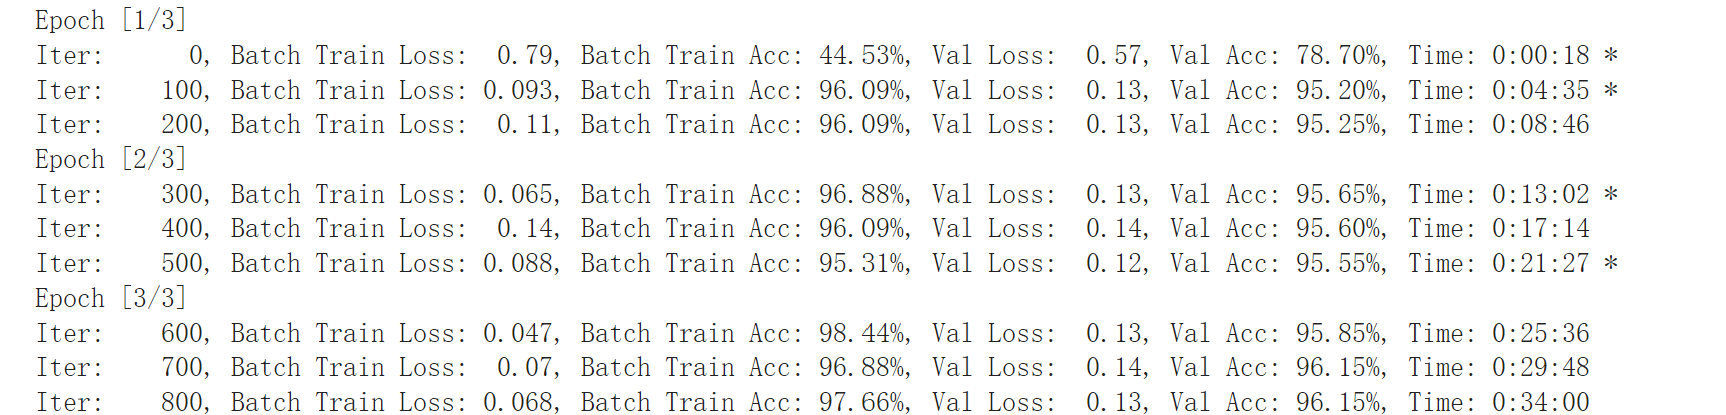 Epoch [1/3]
Iter:      0, Batch Train Loss:  0.79, Batch Train Acc: 44.53%, Val Loss:  0.57, Val Acc: 78.70%, Time: 0:00:18 *
Iter:    100, Batch Train Loss: 0.093, Batch Train Acc: 96.09%, Val Loss:  0.13, Val Acc: 95.20%, Time: 0:04:35 *
Iter:    200, Batch Train Loss:  0.11, Batch Train Acc: 96.09%, Val Loss:  0.13, Val Acc: 95.25%, Time: 0:08:46
Epoch [2/3]
Iter:    300, Batch Train Loss: 0.065, Batch Train Acc: 96.88%, Val Loss:  0.13, Val Acc: 95.65%, Time: 0:13:02 *
Iter:    400, Batch Train Loss:  0.14, Batch Train Acc: 96.09%, Val Loss:  0.14, Val Acc: 95.60%, Time: 0:17:14
Iter:    500, Batch Train Loss: 0.088, Batch Train Acc: 95.31%, Val Loss:  0.12, Val Acc: 95.55%, Time: 0:21:27 *
Epoch [3/3]
Iter:    600, Batch Train Loss: 0.047, Batch Train Acc: 98.44%, Val Loss:  0.13, Val Acc: 95.85%, Time: 0:25:36
Iter:    700, Batch Train Loss:  0.07, Batch Train Acc: 96.88%, Val Loss:  0.14, Val Acc: 96.15%, Time: 0:29:48
Iter:    800, Batch Train Loss: 0.068, Batch Train Acc: 97.66%, Val Loss:  0.13, Val Acc: 96.15%, Time: 0:34:00